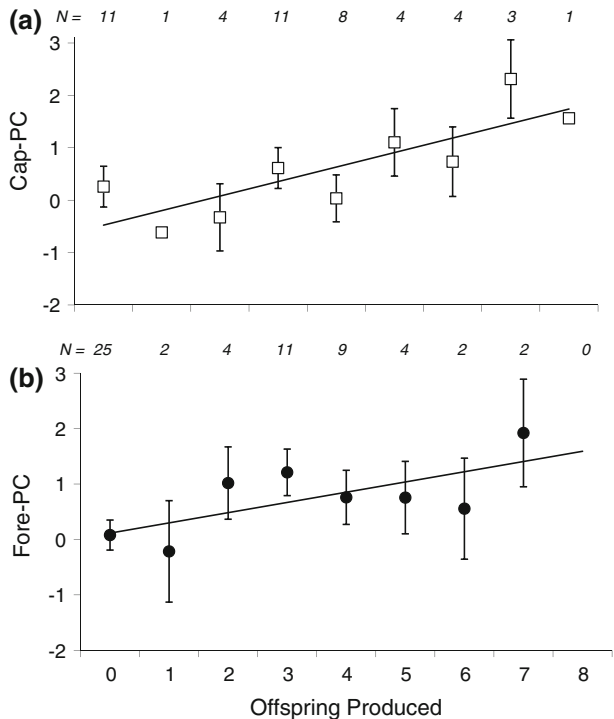 (a) N = 11 1 4 11 8 4 4 3 1
3
2
1
0
-1
-2
Cap-PC
N = 25 2 4 11 9 4 2 2 0
(b)
3
2
1
0
-1
-2
Fore-PC
0 1 2 3 4 5 6 7 8
Offspring Produced